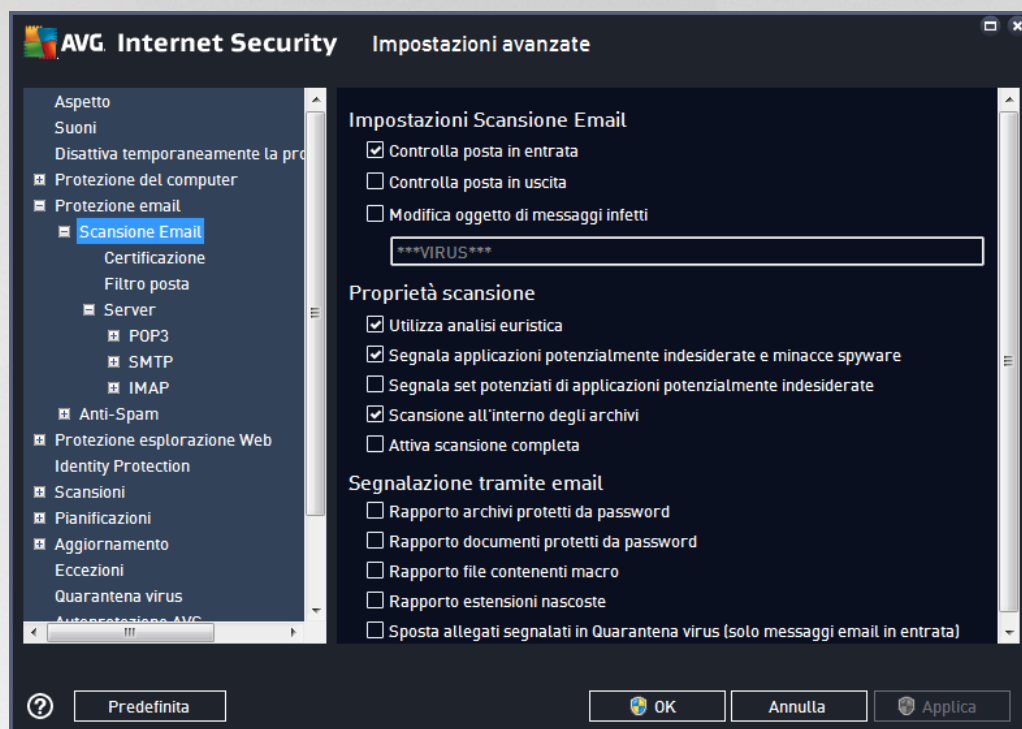 AVG. Internet Security Impostazioni avanzate
Aspetto
Suoni
Disattiva temporaneamente la pro
Protezione del computer
Protezione email
Scansione Email
Certificazione
Filtro posta
Server
POP3
SMTP
IMAP
Anti-Spam
Protezione esplorazione Web
Identity Protection
Scansioni
Pianificazioni
Aggiornamento
Eccezioni
Quarantena virus
Autoprotezione AVG
Impostazioni Scansione Email
Controlla posta in entrata
Controlla posta in uscita
Modifica oggetto di messaggi infetti
***VIRUS***
Proprietà scansione
Utilizza analisi euristica
Segnala applicazioni potenzialmente indesiderate e minacce spyware
Segnala set potenziati di applicazioni potenzialmente indesiderate
Scansione all'interno degli archivi
Attiva scansione completa
Segnalazione tramite email
Rapporto archivi protetti da password
Rapporto documenti protetti da password
Rapporto file contenenti macro
Rapporto estensioni nascoste
Sposta allegati segnalati in Quarantena virus (solo messaggi email in entrata)
Predefinita
OK
Annulla
Applica